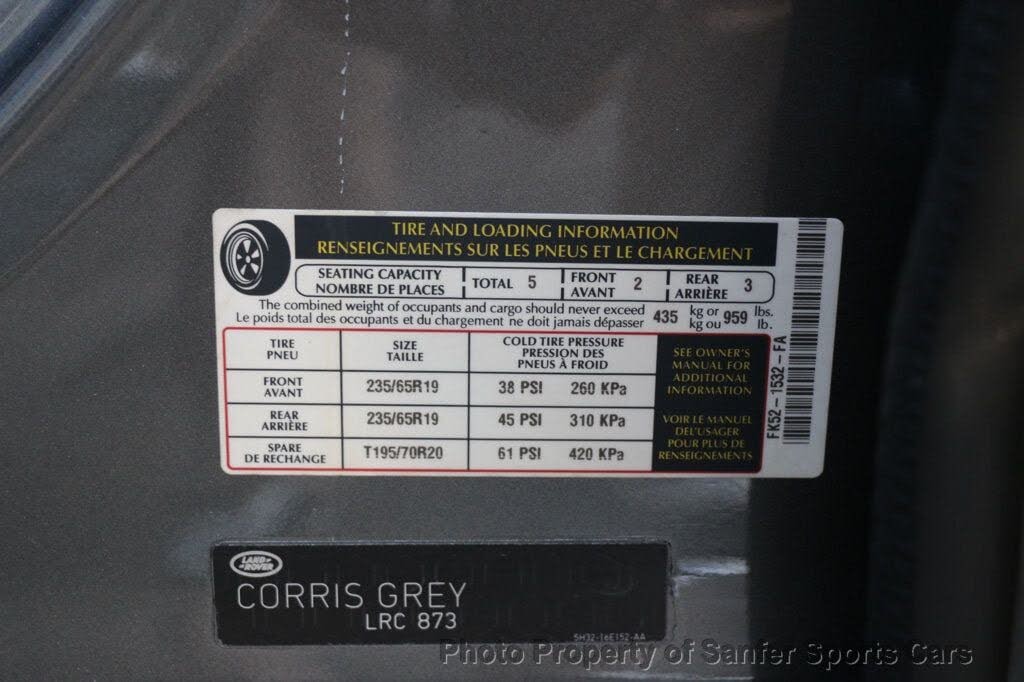 TIRE AND LOADING INFORMATION
RENSEIGNEMENTS SUR LES PNEUS ET LE CHARGEMENT
SEATING CAPACITY
NOMBRE DE PLACES
TOTAL 5
FRONT
AVANT 2
REAR
ARRIÈRE 3
The combined weight of occupants and cargo should never exceed
Le poids total des occupants et du chargement ne doit jamais dépasser
435 kg or 959 lbs.
kg ou lb.
TIRE
PNEU
SIZE
TAILLE
COLD TIRE PRESSURE
PRESSION DES
PNEUS À FROID
FRONT
AVANT
235/65R19
38 PSI 260 KPa
REAR
ARRIÈRE
235/65R19
45 PSI 310 KPa
SPARE
DE RECHANGE
T195/70R20
61 PSI 420 KPa
SEE OWNER'S
MANUAL FOR
ADDITIONAL
INFORMATION
VOIR LE MANUEL
DEL'USAGER
POUR PLUS DE
RENSEIGNEMENTS
FK52-1532-FA
LAND-
-ROVER
CORRIS GREY
LRC 873
5H32-16E152-AA
Photo Property of Sanfer Sports Cars